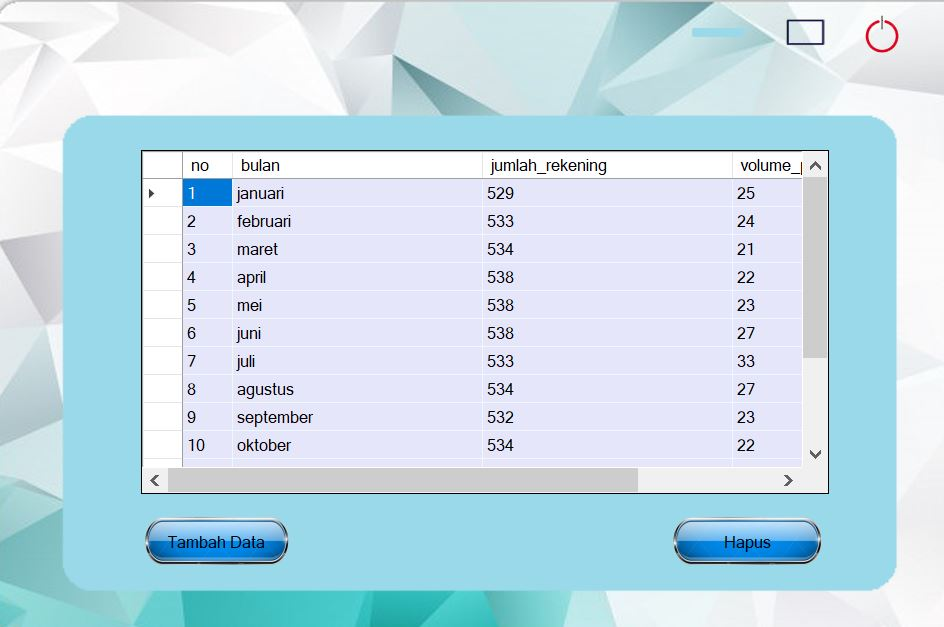 no bulan jumlah_rekening volume_
1 januari 529 25
2 februari 533 24
3 maret 534 21
4 april 538 22
5 mei 538 23
6 juni 538 27
7 juli 533 33
8 agustus 534 27
9 september 532 23
10 oktober 534 22
Tambah Data Hapus